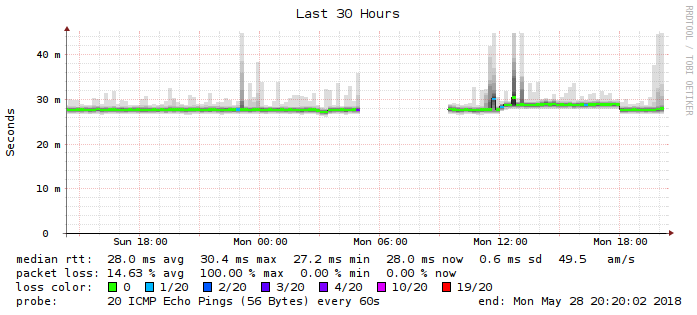 Last 30 Hours
RRDTOOL / TOBI OETIKER
Seconds
40 m
30 m
20 m
10 m
0
Sun 18:00 Mon 00:00 Mon 06:00 Mon 12:00 Mon 18:00
median rtt: 28.0 ms avg 30.4 ms max 27.2 ms min 28.0 ms now 0.6 ms sd 49.5 am/s
packet loss: 14.63 % avg 100.00 % max 0.00 % min 0.00 % now
loss color: 0 1/20 2/20 3/20 4/20 10/20 19/20
probe: 20 ICMP Echo Pings (56 Bytes) every 60s end: Mon May 28 20:20:02 2018